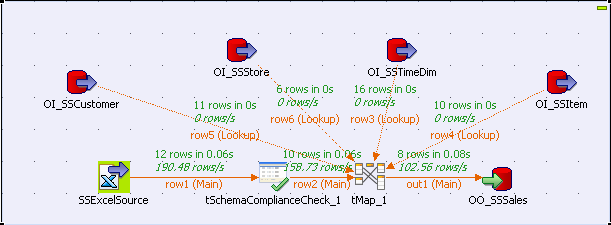 OI_SSStore
OI_SSTimeDim
OI_SSCustomer
OI_SSItem
6 rows in 0s
0 rows/s
row6 (Lookup)
16 rows in 0s
0 rows/s
row3 (Lookup)
11 rows in 0s
0 rows/s
row5 (Lookup)
10 rows in 0s
0 rows/s
row4 (Lookup)
12 rows in 0.06s
190.48 rows/s
row1 (Main)
10 rows in 0.06s
158.73 rows/s
row2 (Main)
8 rows in 0.08s
102.56 rows/s
out1 (Main)
SSExcelSource
tSchemaComplianceCheck_1
tMap_1
OO_SSSales